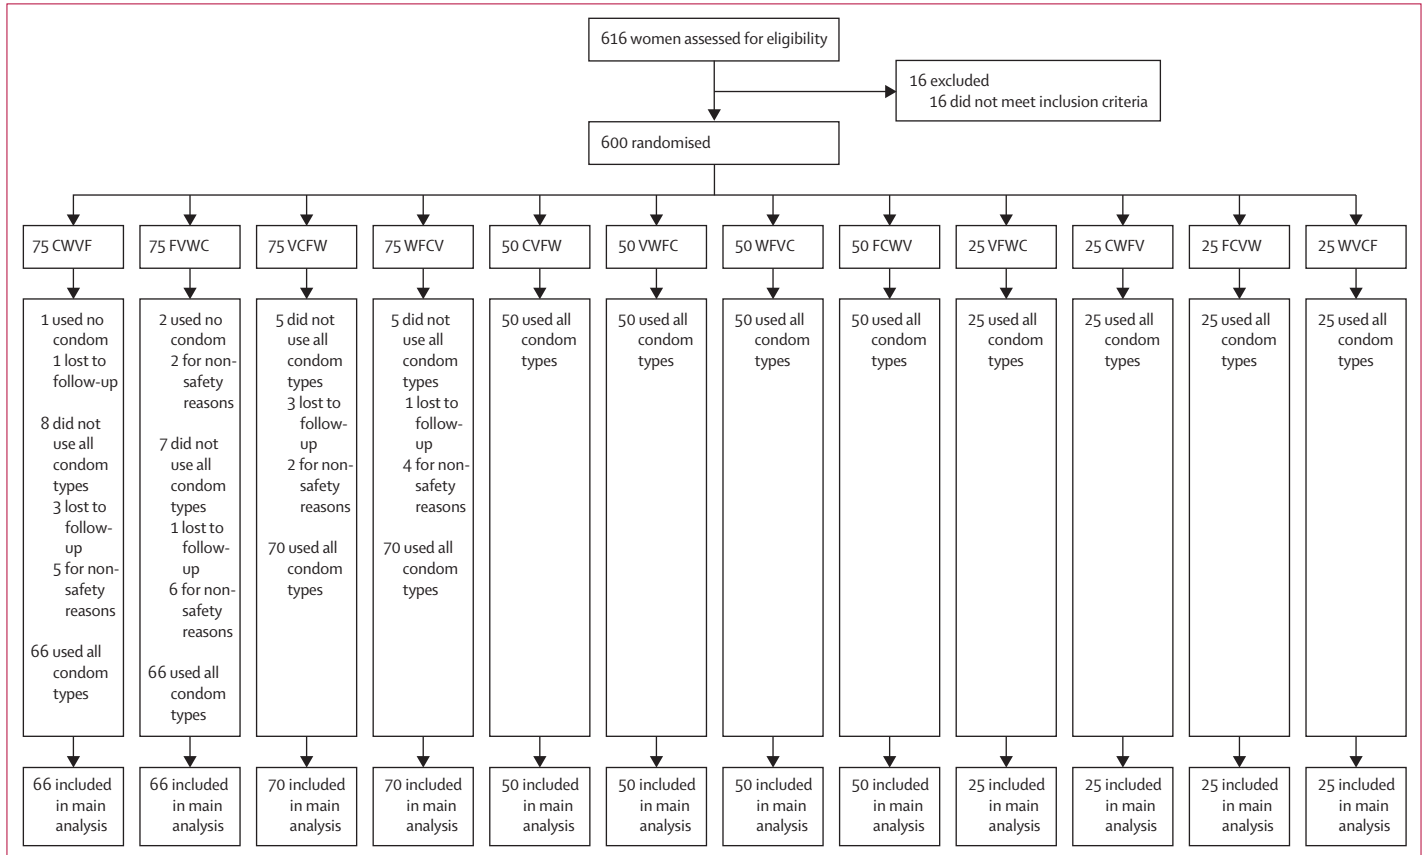 616 women assessed for eligibility
16 excluded
16 did not meet inclusion criteria
600 randomised
75 CWVF
75 FVWC
75 VCFW
75 WFCV
50 CVFW
50 VWFC
50 WFVC
50 FCWV
25 VFWC
25 CWFV
25 FCVW
25 WVCF
1 used no
condom
1 lost to
follow-up
8 did not
use all
condom
types
3 lost to
follow-
up
5 for non-
safety
reasons
66 used all
condom
types
2 used no
condom
2 for non-
safety
reasons
7 did not
use all
condom
types
1 lost to
follow-
up
6 for non-
safety
reasons
66 used all
condom
types
5 did not
use all
condom
types
3 lost to
follow-
up
2 for non-
safety
reasons
70 used all
condom
types
5 did not
use all
condom
types
1 lost to
follow-
up
4 for non-
safety
reasons
70 used all
condom
types
50 used all
condom
types
50 used all
condom
types
50 used all
condom
types
50 used all
condom
types
25 used all
condom
types
25 used all
condom
types
25 used all
condom
types
25 used all
condom
types
66 included
in main
analysis
66 included
in main
analysis
70 included
in main
analysis
70 included
in main
analysis
50 included
in main
analysis
50 included
in main
analysis
50 included
in main
analysis
50 included
in main
analysis
25 included
in main
analysis
25 included
in main
analysis
25 included
in main
analysis
25 included
in main
analysis